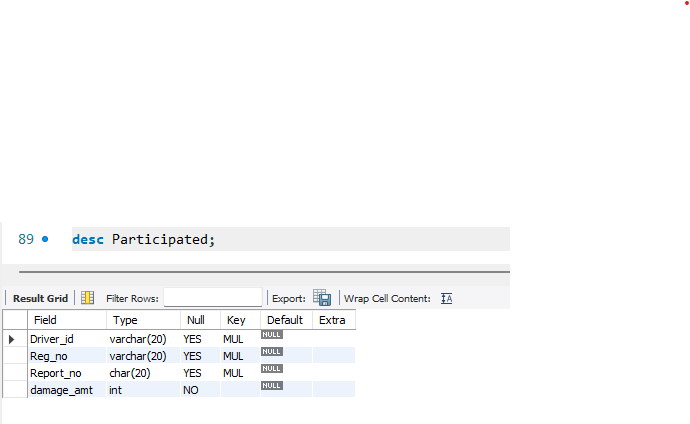 89 desc Participated;
Result Grid Filter Rows: Export: Wrap Cell Content: IA
Field Type Null Key Default Extra
Driver_id varchar(20) YES MUL NULL
Reg_no varchar(20) YES MUL NULL
Report_no char(20) YES MUL NULL
damage_amt int NO NULL